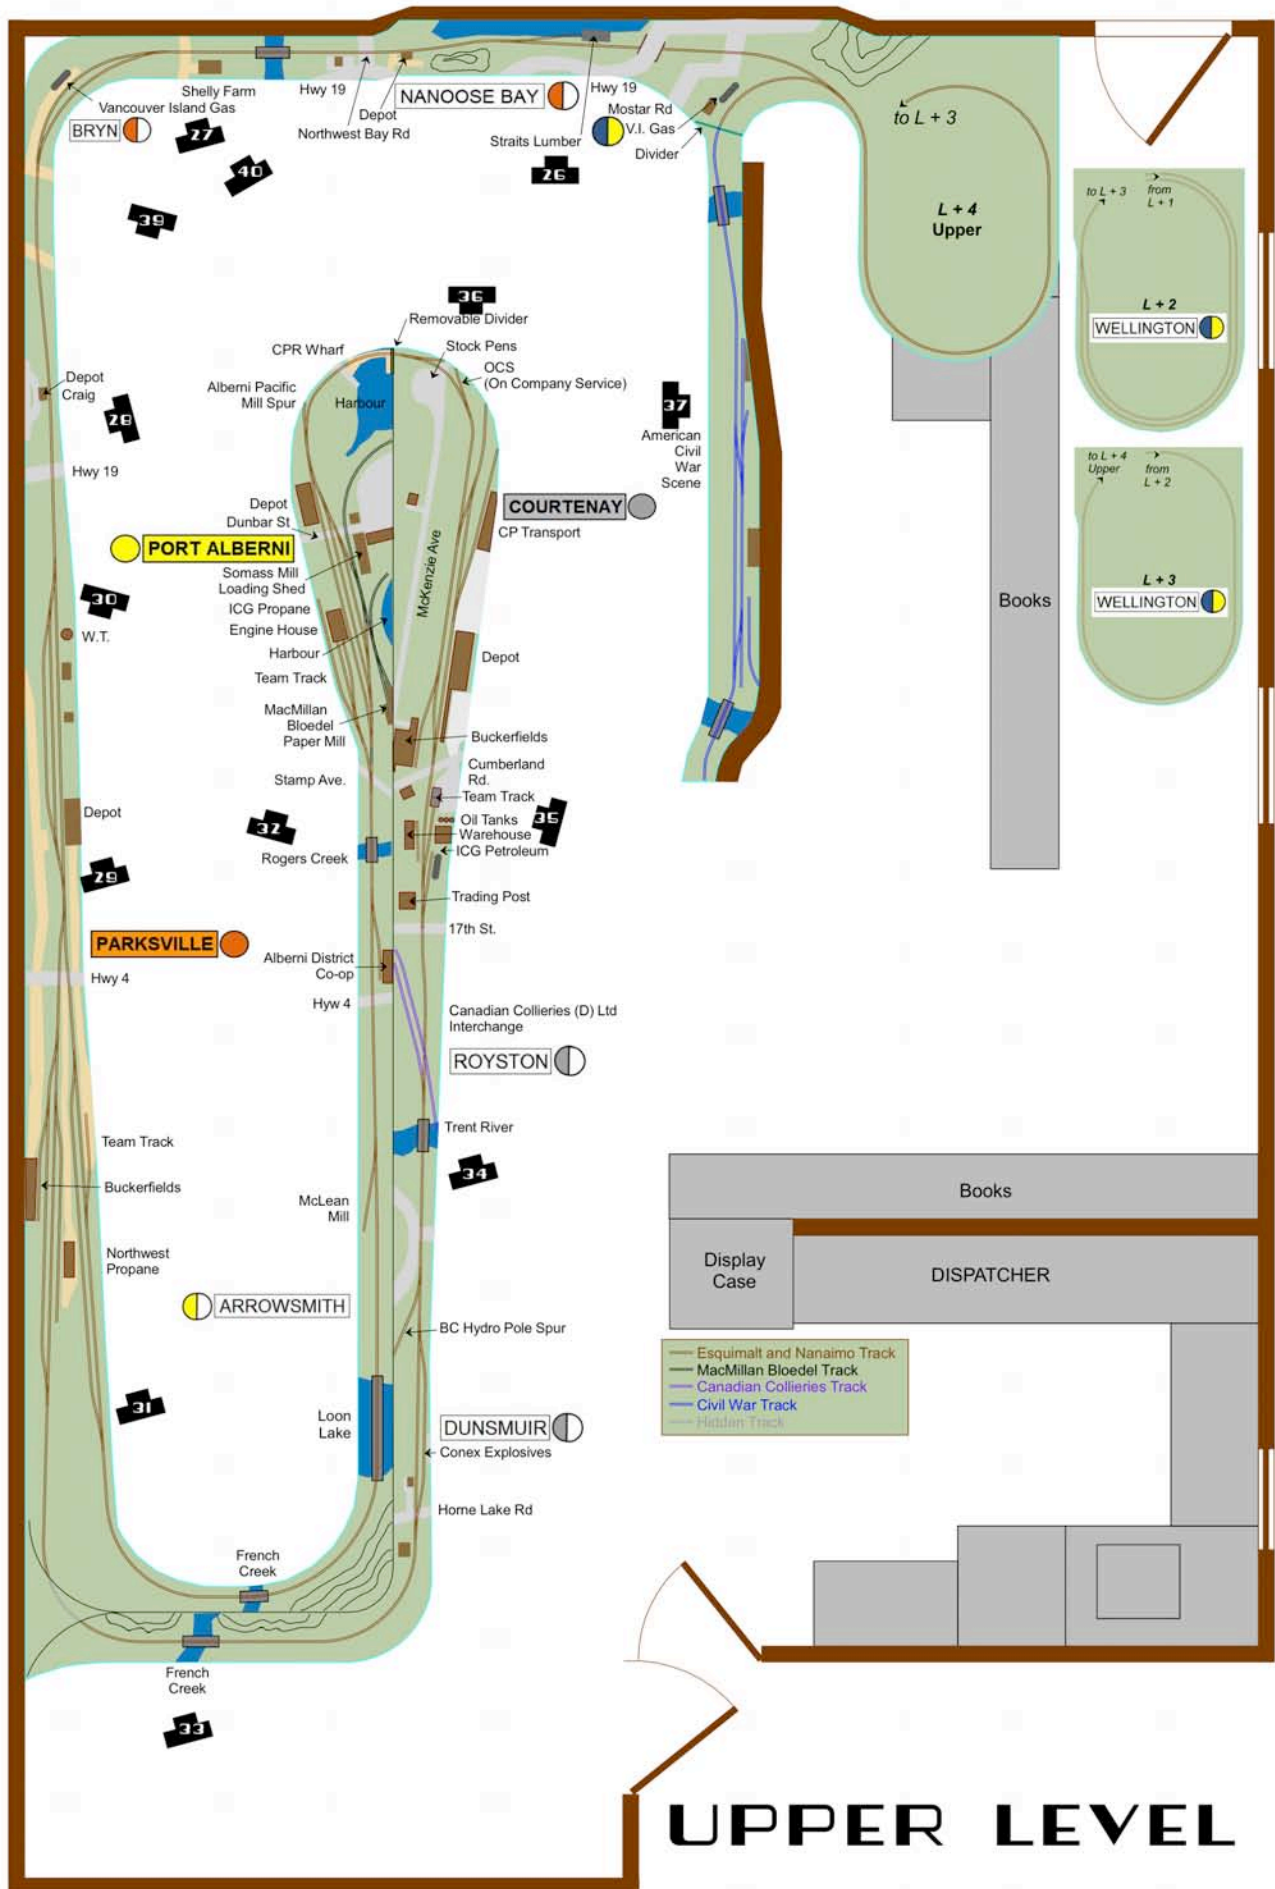 Shelly Farm
Vancouver Island Gas
BRYN
27
40
39
Hwy 19
Depot
Northwest Bay Rd
NANOOSE BAY
Straits Lumber
26
Hwy 19
Mostar Rd
V.I. Gas
Divider
to L + 3
L + 4
Upper
to L + 3
from
L + 1
L + 2
WELLINGTON
to L + 4
Upper
from
L + 2
L + 3
WELLINGTON
36
Removable Divider
CPR Wharf
Stock Pens
OCS
(On Company Service)
Alberni Pacific
Mill Spur
Harbour
Depot
Craig
28
Hwy 19
37
American
Civil
War
Scene
Depot
Dunbar St
COURTENAY
CP Transport
PORT ALBERNI
McKenzie Ave
Somass Mill
Loading Shed
ICG Propane
Engine House
Harbour
Team Track
MacMillan
Bloedel
Paper Mill
30
W.T.
Books
Depot
Buckerfields
Stamp Ave.
Cumberland
Rd.
Team Track
Oil Tanks
Warehouse
ICG Petroleum
35
Depot
32
Rogers Creek
29
Trading Post
17th St.
PARKSVILLE
Hwy 4
Alberni District
Co-op
Hyw 4
Canadian Collieries (D) Ltd
Interchange
ROYSTON
Trent River
34
Team Track
Buckerfields
McLean
Mill
Northwest
Propane
ARROWSMITH
BC Hydro Pole Spur
31
Loon
Lake
DUNSMUIR
Conex Explosives
Horne Lake Rd
French
Creek
French
Creek
33
Books
Display
Case
DISPATCHER
Esquimalt and Nanaimo Track
MacMillan Bloedel Track
Canadian Collieries Track
Civil War Track
Hidden Track
UPPER LEVEL